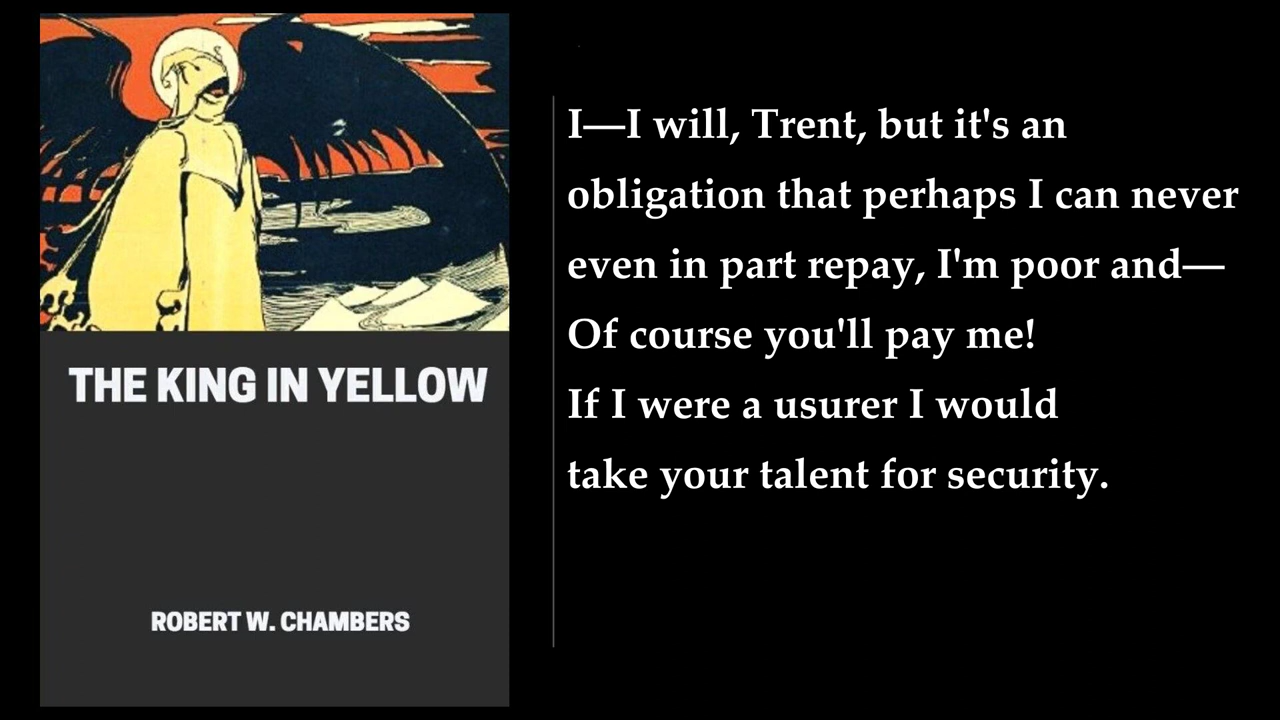 THE KING IN YELLOW
ROBERT W. CHAMBERS
I—I will, Trent, but it's an
obligation that perhaps I can never
even in part repay, I'm poor and—
Of course you'll pay me!
If I were a usurer I would
take your talent for security.